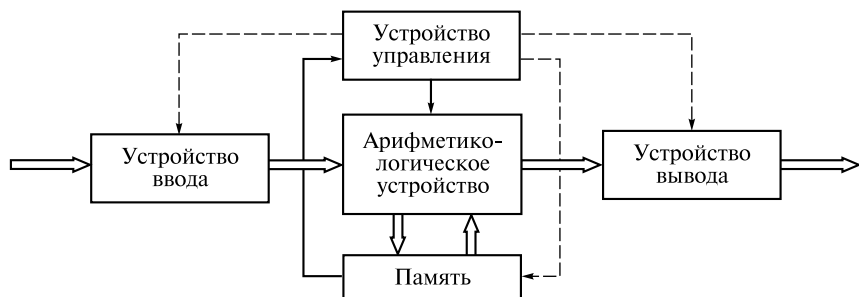 Устройство
управления
Устройство
ввода
Арифметико-
логическое
устройство
Устройство
вывода
Память